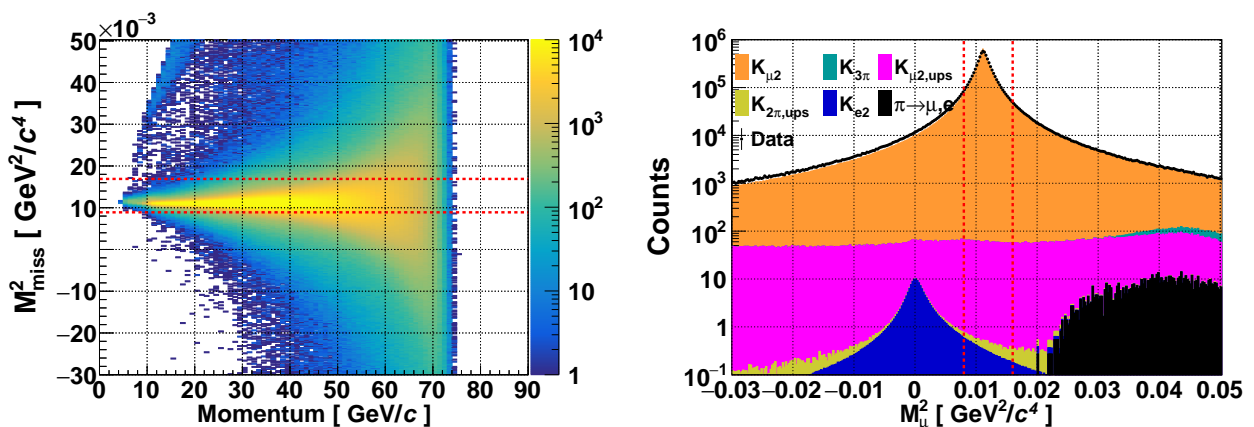 ×10⁻³
50
40
30
20
10
−10
−20
−30
M²miss [ GeV²/c⁴ ]
0 10 20 30 40 50 60 70 80 90
Momentum [ GeV/c ]
10⁴
10³
10²
10
1
10⁶
10⁵
10⁴
10³
10²
10
1
10⁻¹
Counts
Kμ2 K3π Kμ2,ups
K2π,ups Ke2 π→μ,e
Data
−0.03 −0.02 −0.01 0 0.01 0.02 0.03 0.04 0.05
M²μ [ GeV²/c⁴ ]